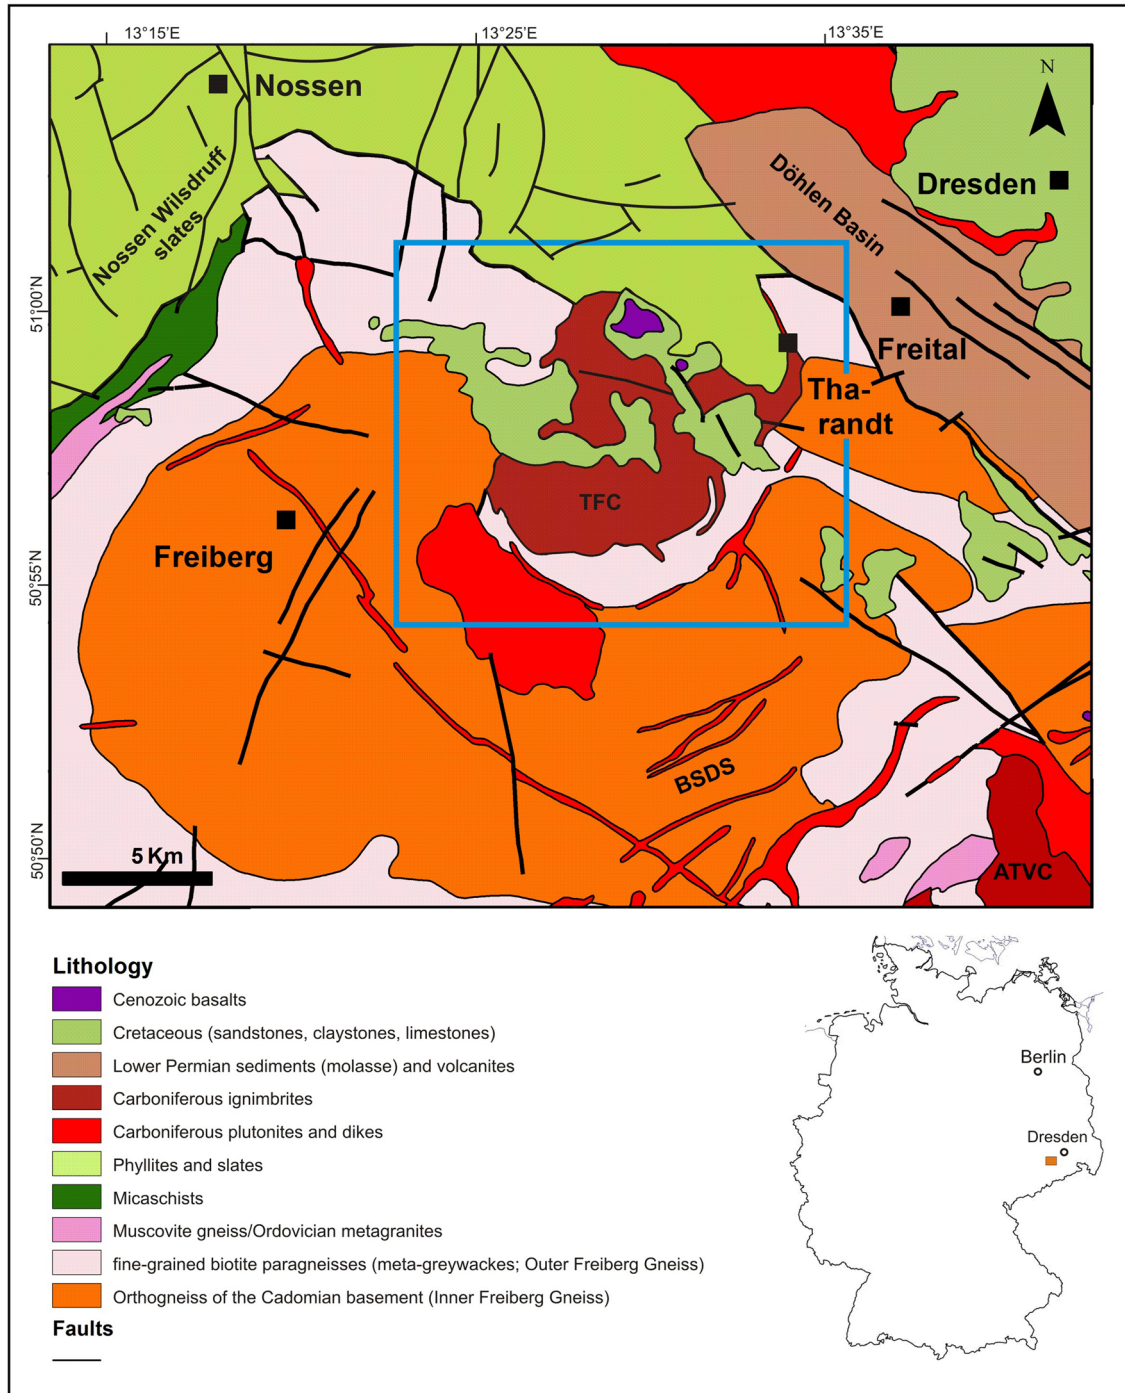 13°15'E
13°25'E
13°35'E
N
Nossen
Dresden
Döhlen Basin
Nossen Wilsdruff
slates
51°00'N
Freital
Tha-
randt
TFC
Freiberg
50°55'N
BSDS
50°50'N
5 Km
ATVC
Lithology
Cenozoic basalts
Cretaceous (sandstones, claystones, limestones)
Lower Permian sediments (molasse) and volcanites
Carboniferous ignimbrites
Carboniferous plutonites and dikes
Phyllites and slates
Micaschists
Muscovite gneiss/Ordovician metagranites
fine-grained biotite paragneisses (meta-greywackes; Outer Freiberg Gneiss)
Orthogneiss of the Cadomian basement (Inner Freiberg Gneiss)
Faults
Berlin
Dresden